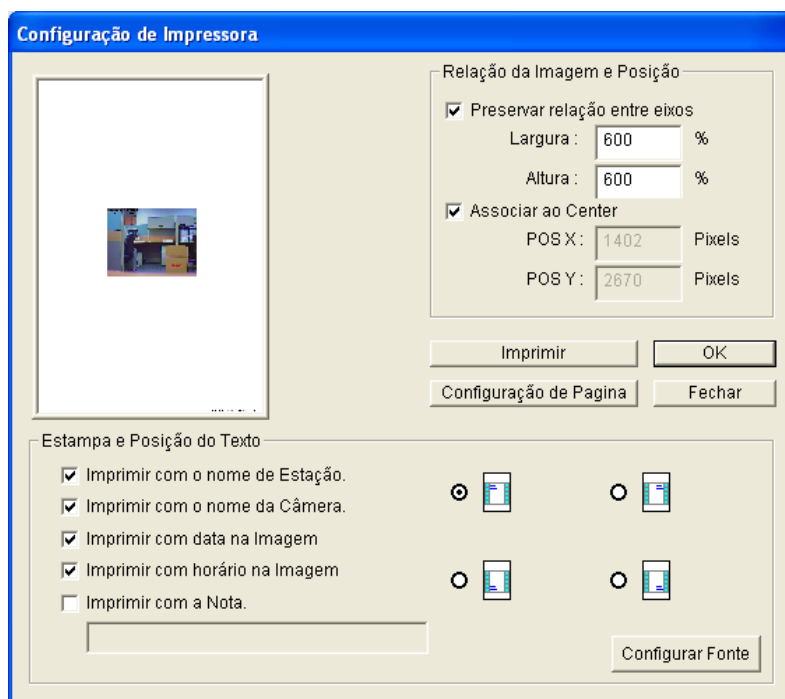 Configuração de Impressora
Relação da Imagem e Posição
Preservar relação entre eixos
Largura : 600 %
Altura : 600 %
Associar ao Center
POS X : 1402 Pixels
POS Y : 2670 Pixels
Imprimir OK
Configuração de Pagina Fechar
Estampa e Posição do Texto
Imprimir com o nome de Estação.
Imprimir com o nome da Câmera.
Imprimir com data na Imagem
Imprimir com horário na Imagem
Imprimir com a Nota.
Configurar Fonte